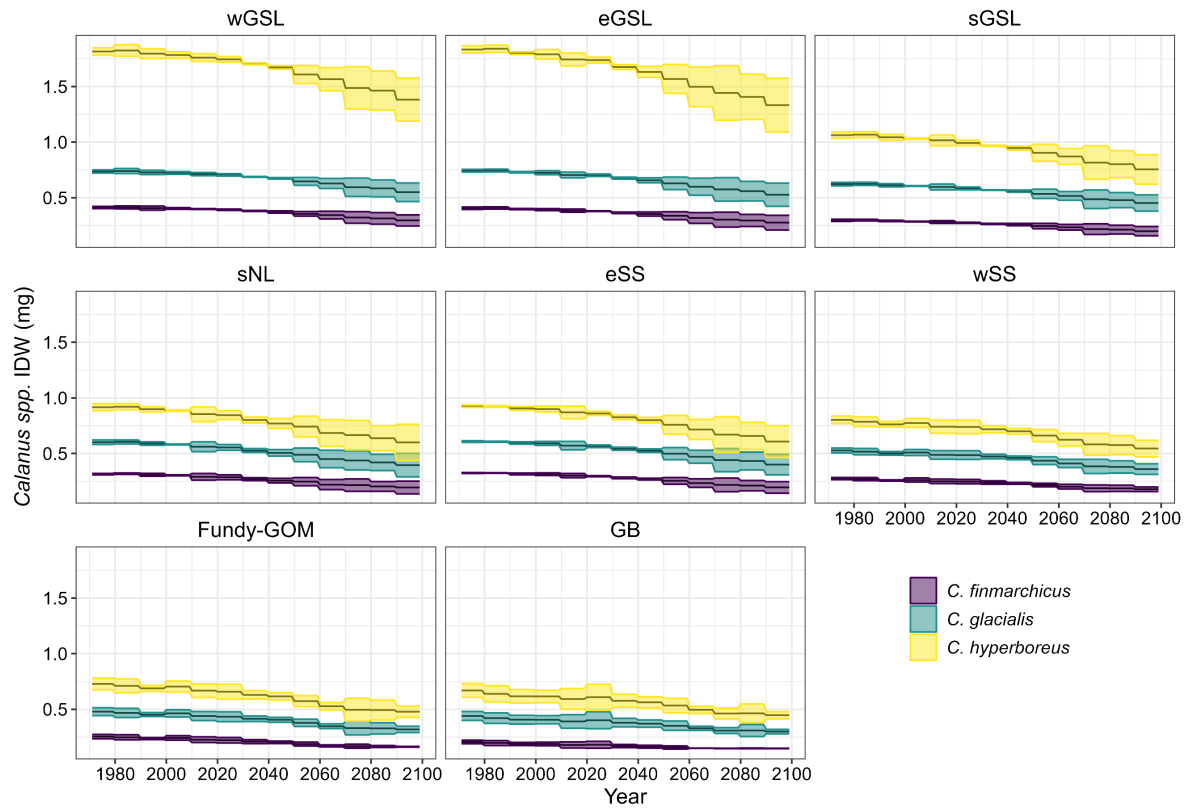 wGSL eGSL sGSL
1.5
1.0
0.5
sNL eSS wSS
1.5
1.0
0.5
1980 2000 2020 2040 2060 2080 2100
Fundy-GOM GB
1.5
1.0
0.5
1980 2000 2020 2040 2060 2080 2100 1980 2000 2020 2040 2060 2080 2100
Year
Calanus spp. IDW (mg)
C. finmarchicus
C. glacialis
C. hyperboreus